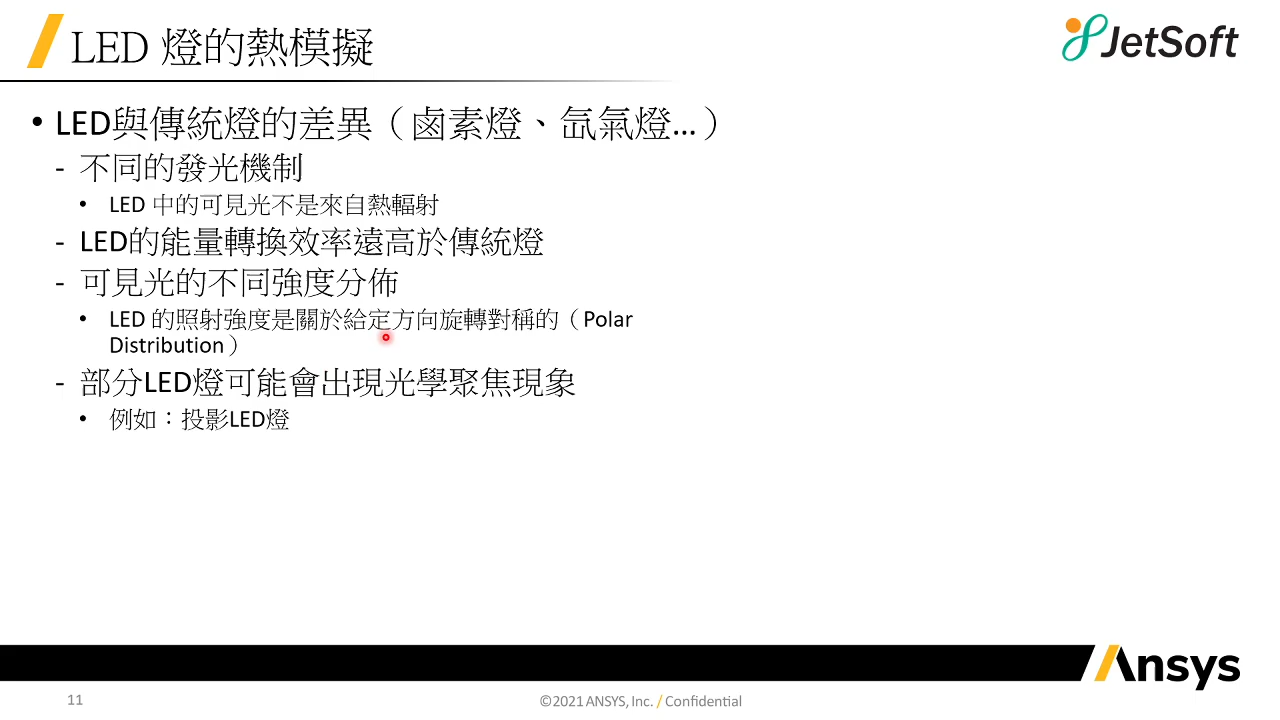 LED 燈的熱模擬
JetSoft
• LED與傳統燈的差異（鹵素燈、氙氣燈...）
- 不同的發光機制
• LED 中的可見光不是來自熱輻射
- LED的能量轉換效率遠高於傳統燈
- 可見光的不同強度分佈
• LED 的照射強度是關於給定方向旋轉對稱的（Polar
Distribution）
- 部分LED燈可能會出現光學聚焦現象
• 例如：投影LED燈
Ansys
11
©2021 ANSYS, Inc. / Confidential